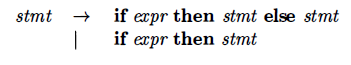 stmt → if expr then stmt else stmt
| if expr then stmt